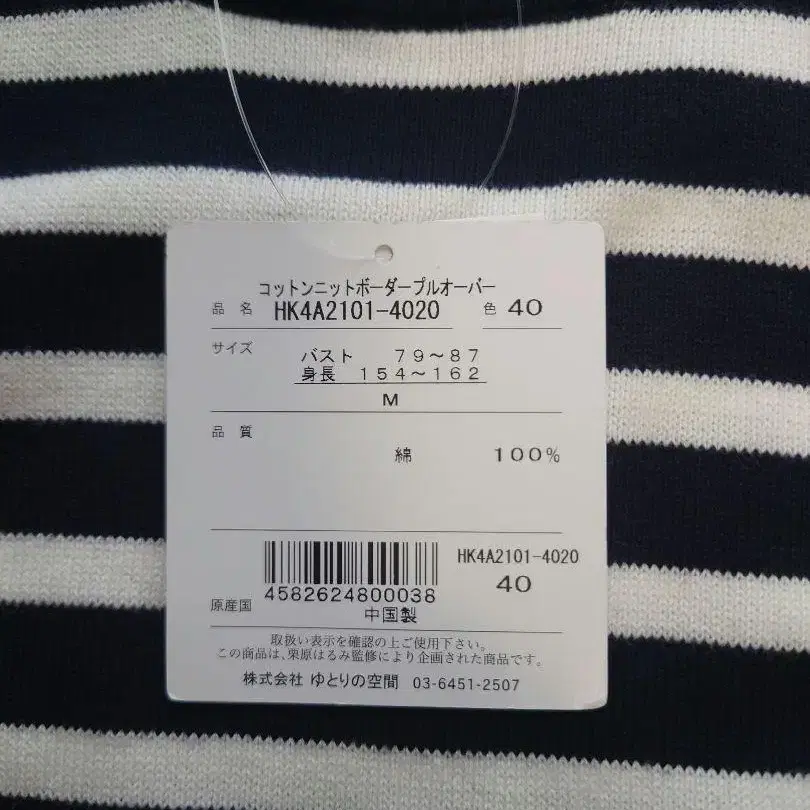 コットンニットボーダープルオーバー
品 名 HK4A2101-4020 色 40
サイズ バスト 79～87
身長 154～162
M
品 質
綿 100%
HK4A2101-4020
4582624800038 40
原産国 中国製
取扱い表示を確認の上ご使用下さい。
この商品は、栗原はるみ監修により企画された商品です。
株式会社 ゆとりの空間 03-6451-2507